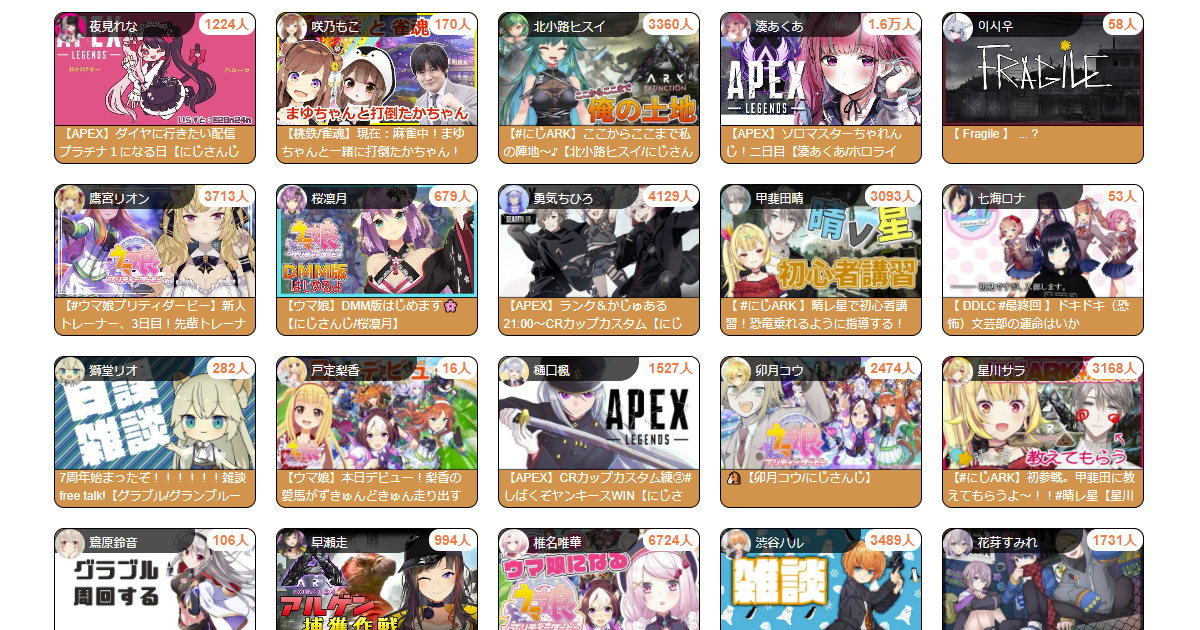 夜見れな
1224人
APEX
LEGENDS
【APEX】ダイヤに行きたい配信
プラチナ１になる日【にじさんじ
咲乃もこ
170人
まゆちゃんと打倒たかちゃん
【桃鉄/雀魂】現在：麻雀中！まゆ
ちゃんと一緒に打倒たかちゃん！
北小路ヒスイ
3360人
ARK
EXTINCTION
ここからここまで
俺の土地
【#にじARK】ここからここまで私
の陣地～♪【北小路ヒスイ/にじさん
湊あくあ
1.6万人
APEX
LEGENDS
【APEX】ソロマスターちゃれん
じ！二日目【湊あくあ/ホロライ
이시우
58人
FRAGILE
【 Fragile 】 ... ?
鷹宮リオン
3713人
ウマ娘
【#ウマ娘プリティダービー】新人
トレーナー、3日目！先輩トレーナ
桜凛月
679人
ウマ娘
DMM版
はじめるよ
【ウマ娘】DMM版はじめます🌸
【にじさんじ/桜凛月】
勇気ちひろ
4129人
【APEX】ランク＆かじゅある
21:00～CRカップカスタム【にじ
甲斐田晴
3093人
晴レ星
初心者講習
【 #にじARK 】晴レ星で初心者講
習！恐竜乗れるように指導する！
七海ロナ
53人
【 DDLC #最終回 】ドキドキ（恐
怖）文芸部の運命はいか
獅堂リオ
282人
雑談
7周年始まったぞ！！！！！！雑談
free talk!【グラブル/グランブルー
戸定梨香
16人
デビュー
【ウマ娘】本日デビュー！梨香の
愛馬がずきゅんどきゅん走り出す
樋口楓
1527人
APEX
LEGENDS
【APEX】CRカップカスタム練③#
しばくぞヤンキースWIN【にじさ
卯月コウ
2474人
ウマ娘
【卯月コウ/にじさんじ】
星川サラ
3168人
教えてもらう
【#にじARK】初参戦。甲斐田に教
えてもらうよ～！！#晴レ星【星川
鷽原鈴音
106人
グラブル
周回する
早瀬走
994人
ARK
アルゲン
捕獲作戦
椎名唯華
6724人
ウマ娘になる
ウマ娘
渋谷ハル
3489人
雑談
花芽すみれ
1731人